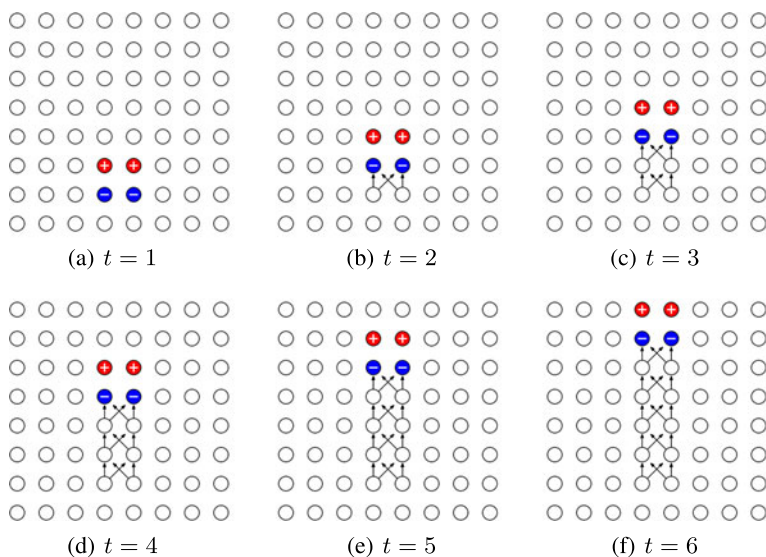 + +
− −
(a) t = 1
+ +
− −
(b) t = 2
+ +
− −
(c) t = 3
+ +
− −
(d) t = 4
+ +
− −
(e) t = 5
+ +
− −
(f) t = 6